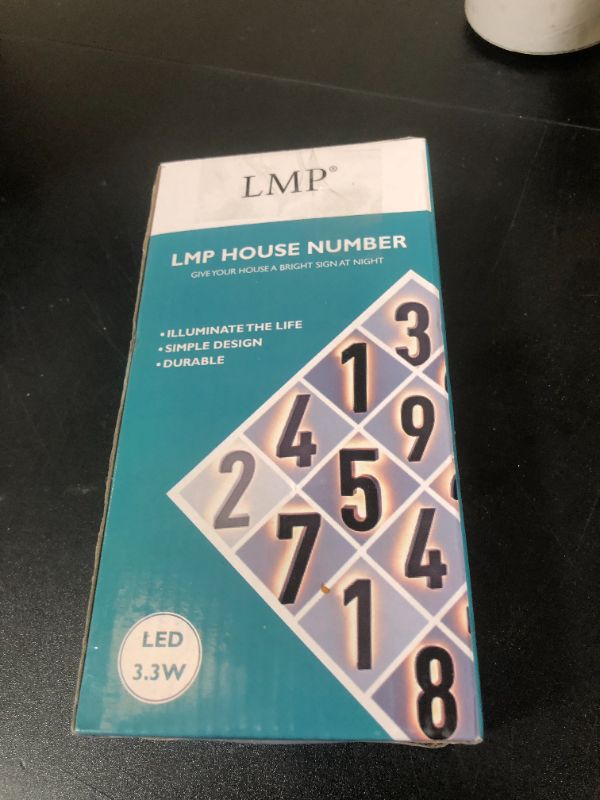 LMP®
LMP HOUSE NUMBER
GIVE YOUR HOUSE A BRIGHT SIGN AT NIGHT
• ILLUMINATE THE LIFE
• SIMPLE DESIGN
• DURABLE
3
1
9
4
5
2
4
7
1
8
LED
3.3W